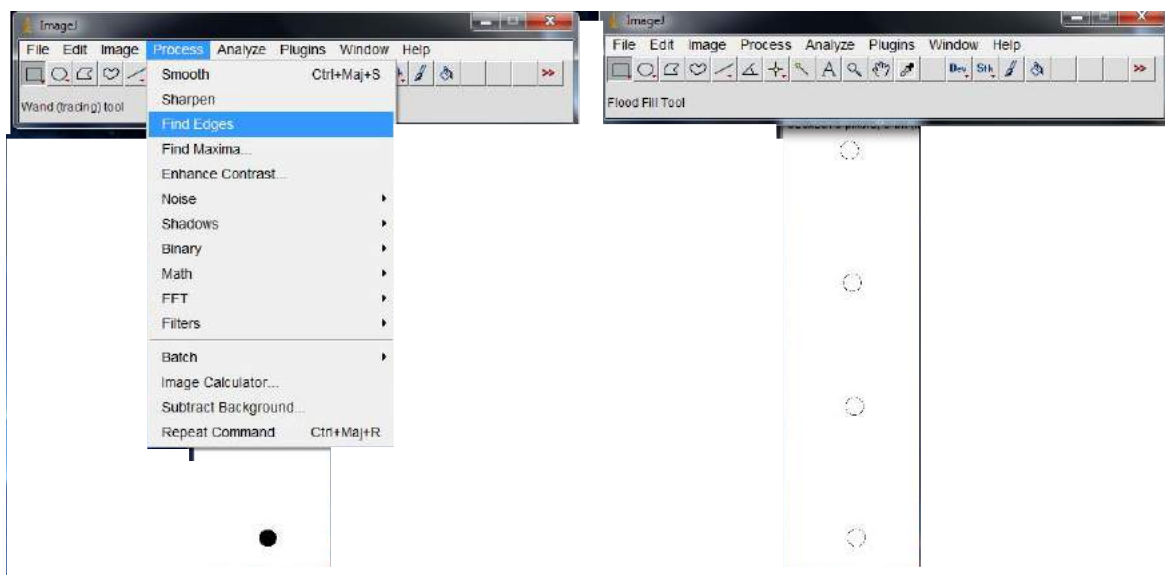 ImageJ
File Edit Image Process Analyze Plugins Window Help
Wand (tracing) tool
Smooth Ctrl+Maj+S
Sharpen
Find Edges
Find Maxima...
Enhance Contrast...
Noise
Shadows
Binary
Math
FFT
Filters
Batch
Image Calculator...
Subtract Background...
Repeat Command Ctrl+Maj+R
ImageJ
File Edit Image Process Analyze Plugins Window Help
A Dev Stk >>
Flood Fill Tool